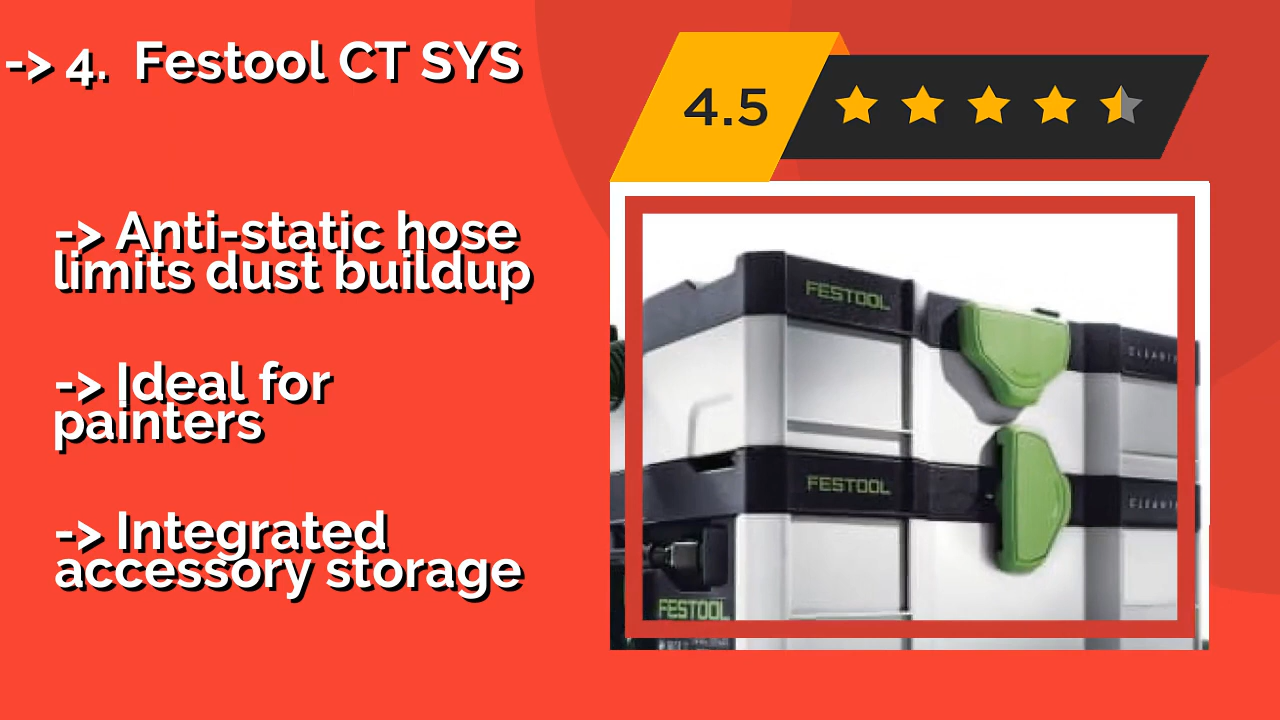 -> 4. Festool CT SYS
4.5
-> Anti-static hose
limits dust buildup
-> Ideal for
painters
-> Integrated
accessory storage
FESTOOL
FESTOOL
FESTOOL